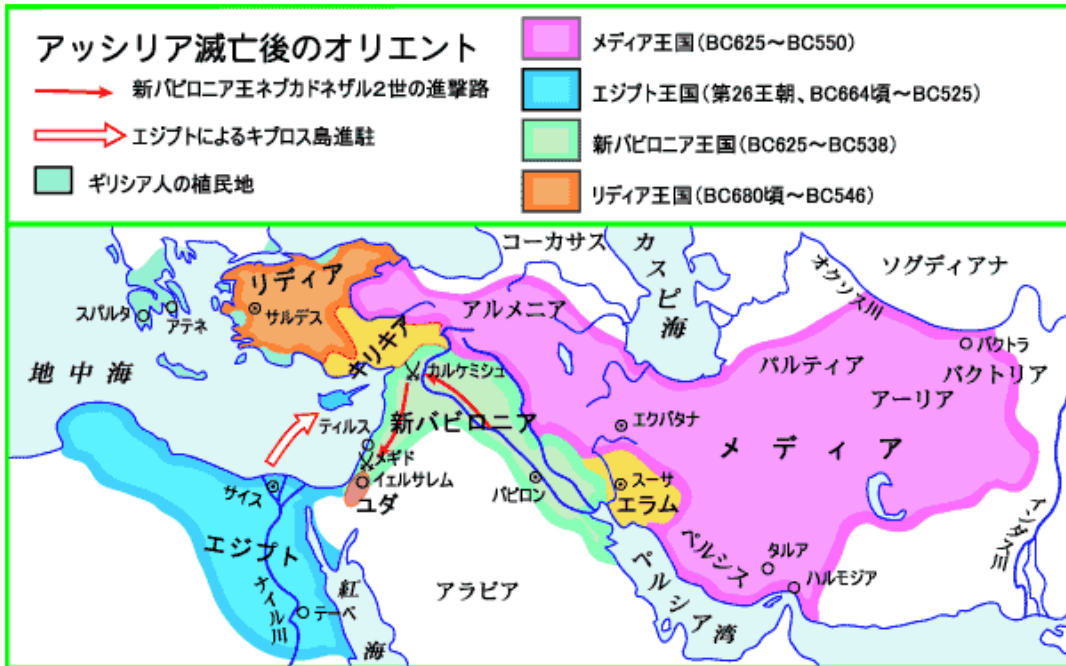 アッシリア滅亡後のオリエント
新バビロニア王ネブカドネザル2世の進撃路
エジプトによるキプロス島進駐
ギリシア人の植民地
メディア王国(BC625~BC550)
エジプト王国(第26王朝、BC664頃~BC525)
新バビロニア王国(BC625~BC538)
リディア王国(BC680頃~BC546)
コーカサス
カスピ海
オクソス川
ソグディアナ
リディア
アルメニア
スパルタ
アテネ
サルデス
キリキア
バクトラ
地中海
カルケミシュ
パルティア
バクトリア
アーリア
新バビロニア
エクバタナ
メディア
ティルス
メギド
イェルサレム
サイス
バビロン
スーサ
エラム
ユダ
エジプト
ペルシス
タルア
ハルモジア
インダス川
ナイル川
テーベ
紅海
アラビア
ペルシア湾